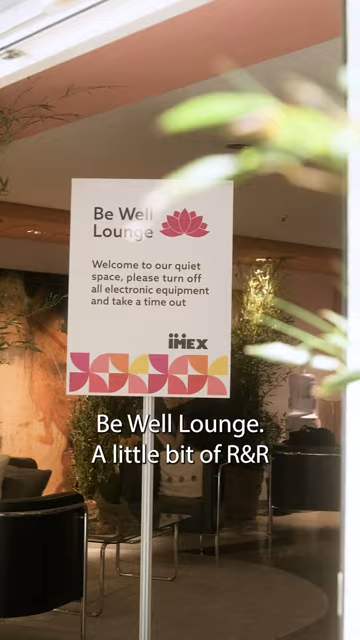 Be Well
Lounge
Welcome to our quiet
space, please turn off
all electronic equipment
and take a time out
IMEX
Be Well Lounge.
A little bit of R&R